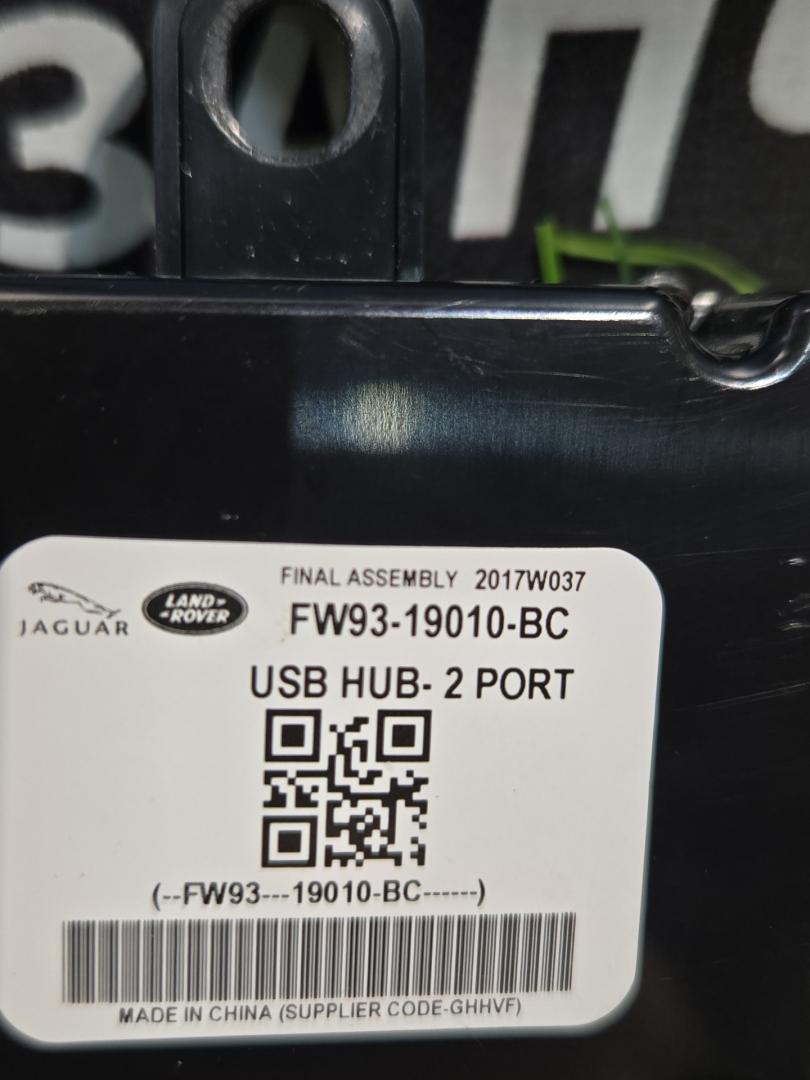 ЗАПЧ
JAGUAR
LAND-
-ROVER
FINAL ASSEMBLY 2017W037
FW93-19010-BC
USB HUB- 2 PORT
(--FW93---19010-BC------)
MADE IN CHINA (SUPPLIER CODE-GHHVF)